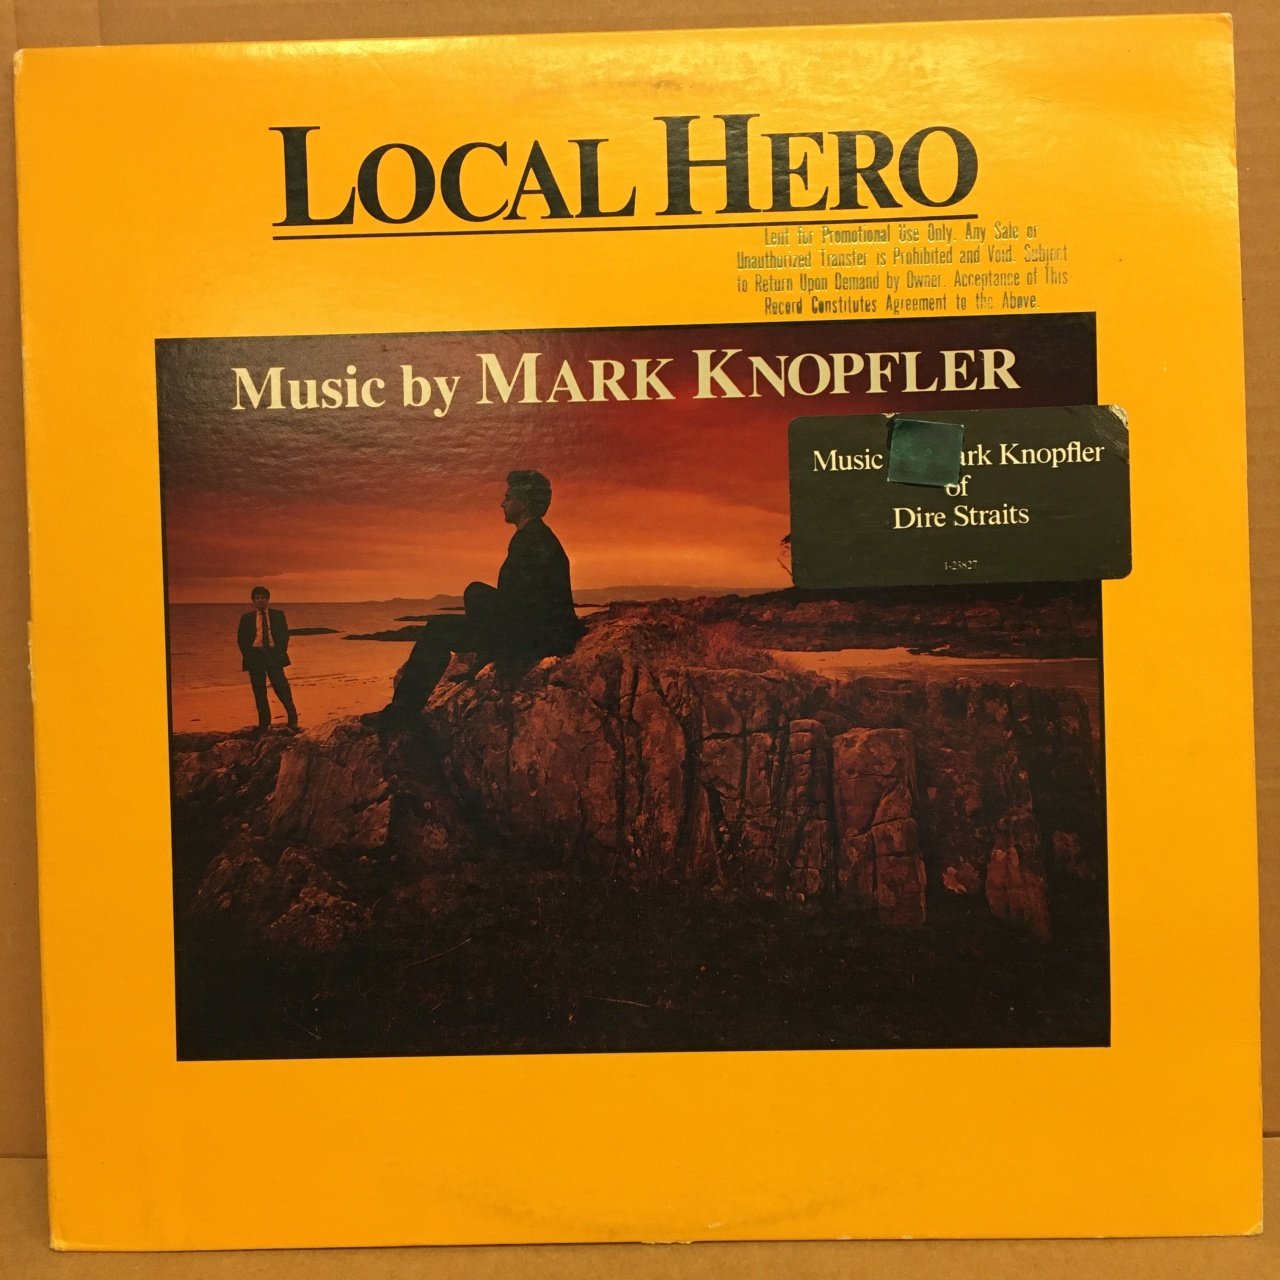 LOCAL HERO
Lent for Promotional Use Only. Any Sale or
Unauthorized Transfer is Prohibited and Void. Subject
to Return Upon Demand by Owner. Acceptance of This
Record Constitutes Agreement to the Above.
Music by MARK KNOPFLER
Music ark Knopfler
of
Dire Straits
1-23827